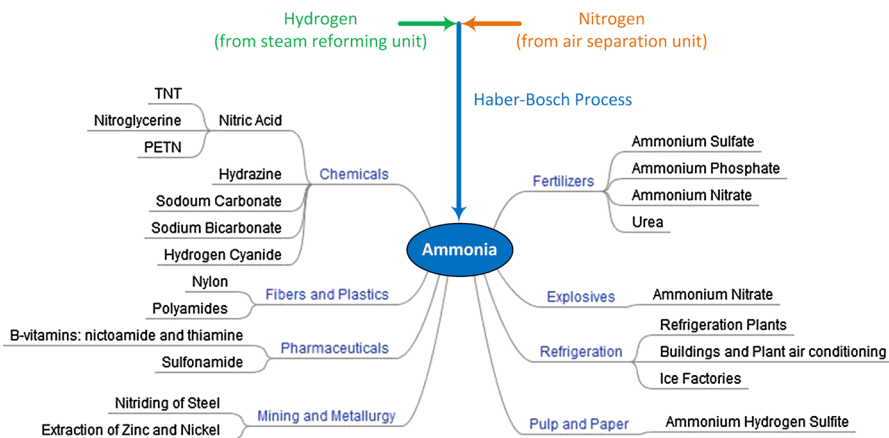 Hydrogen
(from steam reforming unit)
Nitrogen
(from air separation unit)
Haber-Bosch Process
TNT
Nitroglycerine
PETN
Nitric Acid
Hydrazine
Sodoum Carbonate
Sodium Bicarbonate
Hydrogen Cyanide
Chemicals
Nylon
Polyamides
Fibers and Plastics
B-vitamins: nictoamide and thiamine
Sulfonamide
Pharmaceuticals
Nitriding of Steel
Extraction of Zinc and Nickel
Mining and Metallurgy
Ammonia
Fertilizers
Ammonium Sulfate
Ammonium Phosphate
Ammonium Nitrate
Urea
Explosives
Ammonium Nitrate
Refrigeration
Refrigeration Plants
Buildings and Plant air conditioning
Ice Factories
Pulp and Paper
Ammonium Hydrogen Sulfite